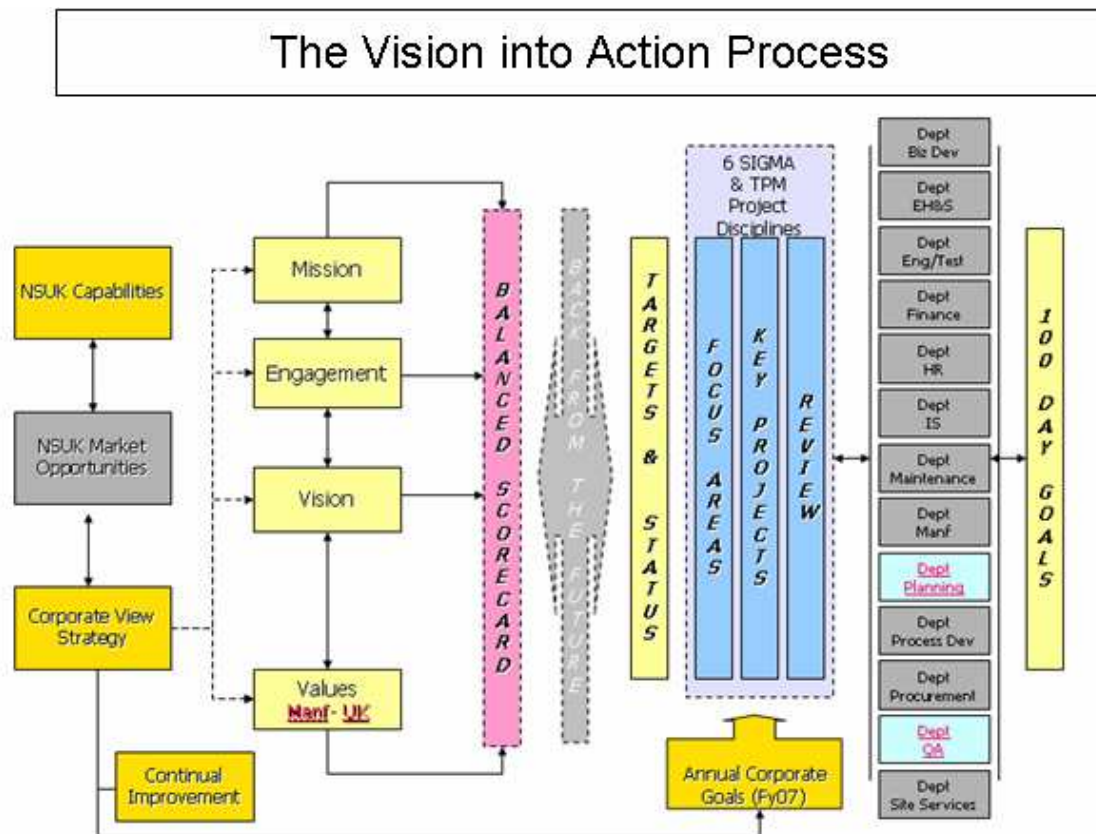 The Vision into Action Process
NSUK Capabilities
NSUK Market
Opportunities
Corporate View
Strategy
Continual
Improvement
Mission
Engagement
Vision
Values
Manf- UK
BALANCED SCORECARD
BACK FROM THE FUTURE
TARGETS & STATUS
6 SIGMA
& TPM
Project
Disciplines
FOCUS AREAS
KEY PROJECTS
REVIEW
Annual Corporate
Goals (Fy07)
Dept
Biz Dev
Dept
EH&S
Dept
Eng/Test
Dept
Finance
Dept
HR
Dept
IS
Dept
Maintenance
Dept
Manf
Dept
Planning
Dept
Process Dev
Dept
Procurement
Dept
QA
Dept
Site Services
100 DAY GOALS